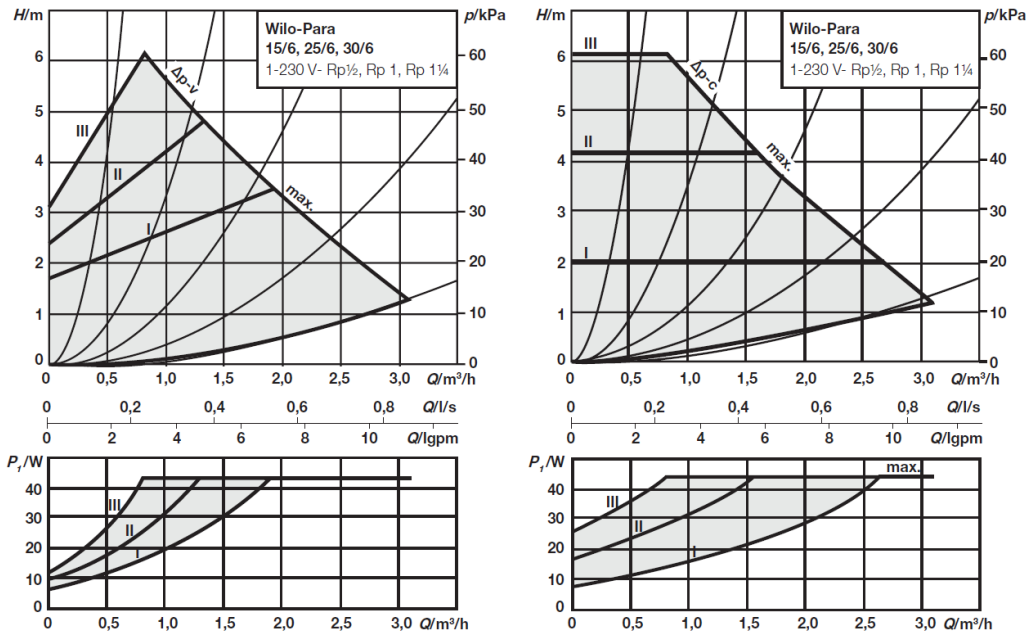 H/m
p/kPa
Wilo-Para
15/6, 25/6, 30/6
1~230 V- Rp½, Rp 1, Rp 1¼
6
5
4
3
2
1
0
60
50
40
30
20
10
0
Δp-v
III
II
I
max.
0 0,5 1,0 1,5 2,0 2,5 3,0 Q/m³/h
0 0,2 0,4 0,6 0,8 Q/l/s
0 2 4 6 8 10 Q/lgpm
P₁/W
40
30
20
10
0
III
II
I
0 0,5 1,0 1,5 2,0 2,5 3,0 Q/m³/h
H/m
p/kPa
Wilo-Para
15/6, 25/6, 30/6
1~230 V- Rp½, Rp 1, Rp 1¼
6
5
4
3
2
1
0
60
50
40
30
20
10
0
III
Δp-c
II
max.
I
0 0,5 1,0 1,5 2,0 2,5 3,0 Q/m³/h
0 0,2 0,4 0,6 0,8 Q/l/s
0 2 4 6 8 10 Q/lgpm
P₁/W
max.
40
30
20
10
0
III
II
I
0 0,5 1,0 1,5 2,0 2,5 3,0 Q/m³/h